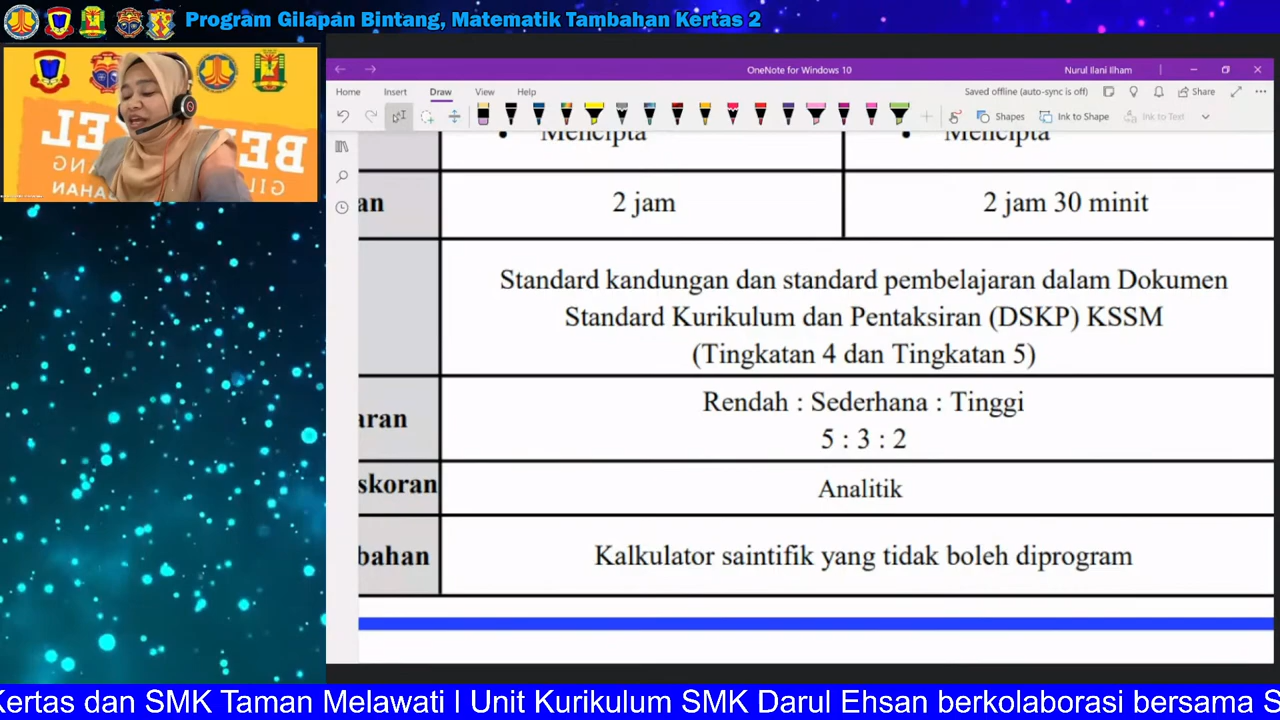 Program Gilapan Bintang, Matematik Tambahan Kertas 2
OneNote for Windows 10
Nurul Ilani Ilham
Home
Insert
Draw
View
Help
Saved offline (auto-sync is off)
Share
Shapes
Ink to Shape
Ink to Text
• Mencipta
• Mencipta
an
2 jam
2 jam 30 minit
Standard kandungan dan standard pembelajaran dalam Dokumen
Standard Kurikulum dan Pentaksiran (DSKP) KSSM
(Tingkatan 4 dan Tingkatan 5)
aran
Rendah : Sederhana : Tinggi
5 : 3 : 2
skoran
Analitik
bahan
Kalkulator saintifik yang tidak boleh diprogram
Kertas dan SMK Taman Melawati l Unit Kurikulum SMK Darul Ehsan berkolaborasi bersama S